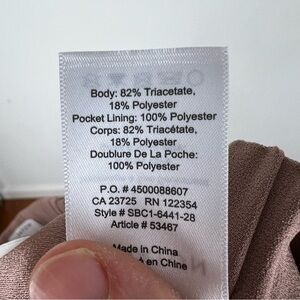 Body: 82% Triacetate,
18% Polyester
Pocket Lining: 100% Polyester
Corps: 82% Triacétate,
18% Polyester
Doublure De La Poche:
100% Polyester
P.O. # 4500088607
CA 23725 RN 122354
Style # SBC1-6441-28
Article # 53467
Made in China
en Chine